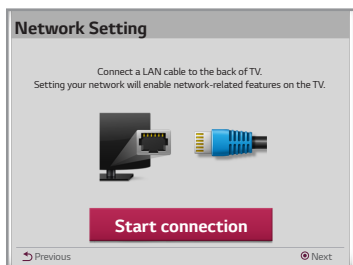 Network Setting
Connect a LAN cable to the back of TV.
Setting your network will enable network-related features on the TV.
Start connection
Previous
Next